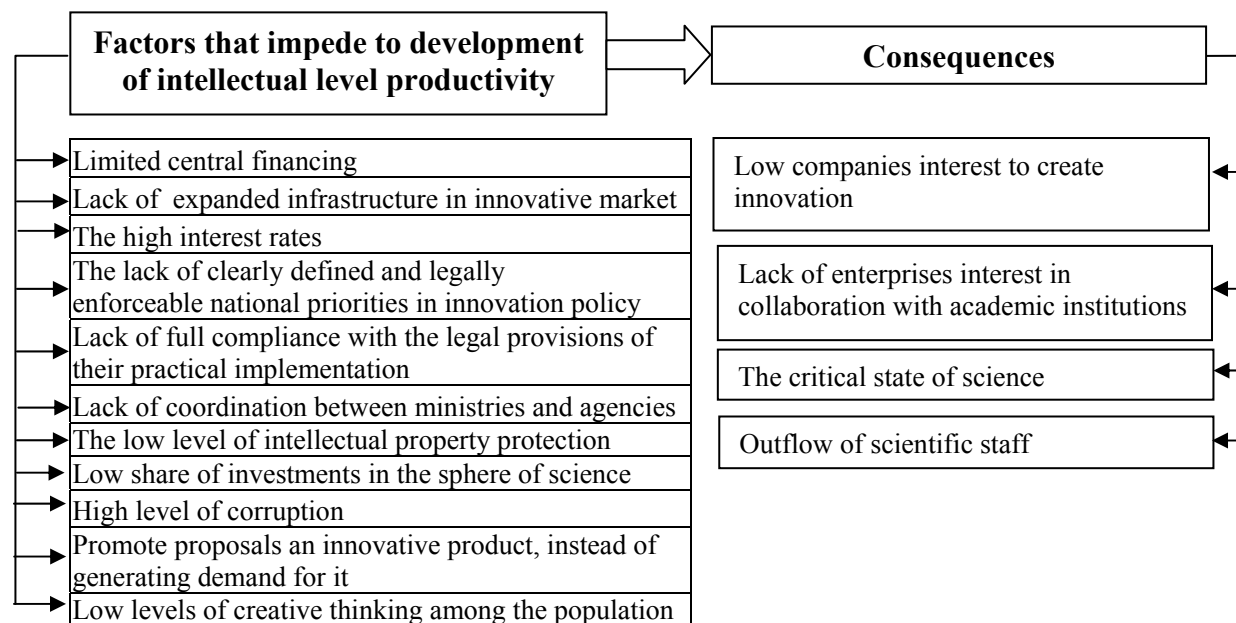 Factors that impede to development
of intellectual level productivity
Consequences
Limited central financing
Lack of  expanded infrastructure in innovative market
The high interest rates
The lack of clearly defined and legally
enforceable national priorities in innovation policy
Lack of full compliance with the legal provisions of
their practical implementation
Lack of coordination between ministries and agencies
The low level of intellectual property protection
Low share of investments in the sphere of science
High level of corruption
Promote proposals an innovative product, instead of
generating demand for it
Low levels of creative thinking among the population
Low companies interest to create
innovation
Lack of enterprises interest in
collaboration with academic institutions
The critical state of science
Outflow of scientific staff